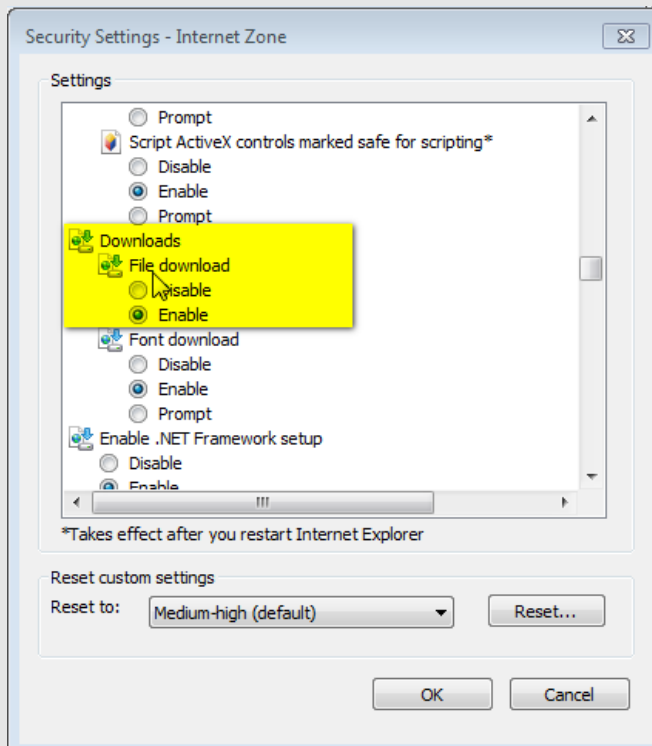 Security Settings - Internet Zone
Settings
Prompt
Script ActiveX controls marked safe for scripting*
Disable
Enable
Prompt
Downloads
File download
Disable
Enable
Font download
Disable
Enable
Prompt
Enable .NET Framework setup
Disable
Enable
*Takes effect after you restart Internet Explorer
Reset custom settings
Reset to: Medium-high (default) Reset...
OK Cancel